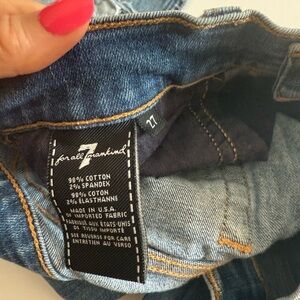 7
for all mankind
27
98% COTTON
2% SPANDEX
98% COTON
2% ELASTHANNE
MADE IN U.S.A.
OF IMPORTED FABRIC
FABRIQUÉ AUX ÉTATS-UNIS
DE TISSU IMPORTÉ
SEE REVERSE FOR CARE
ENTRETIEN AU VERSO